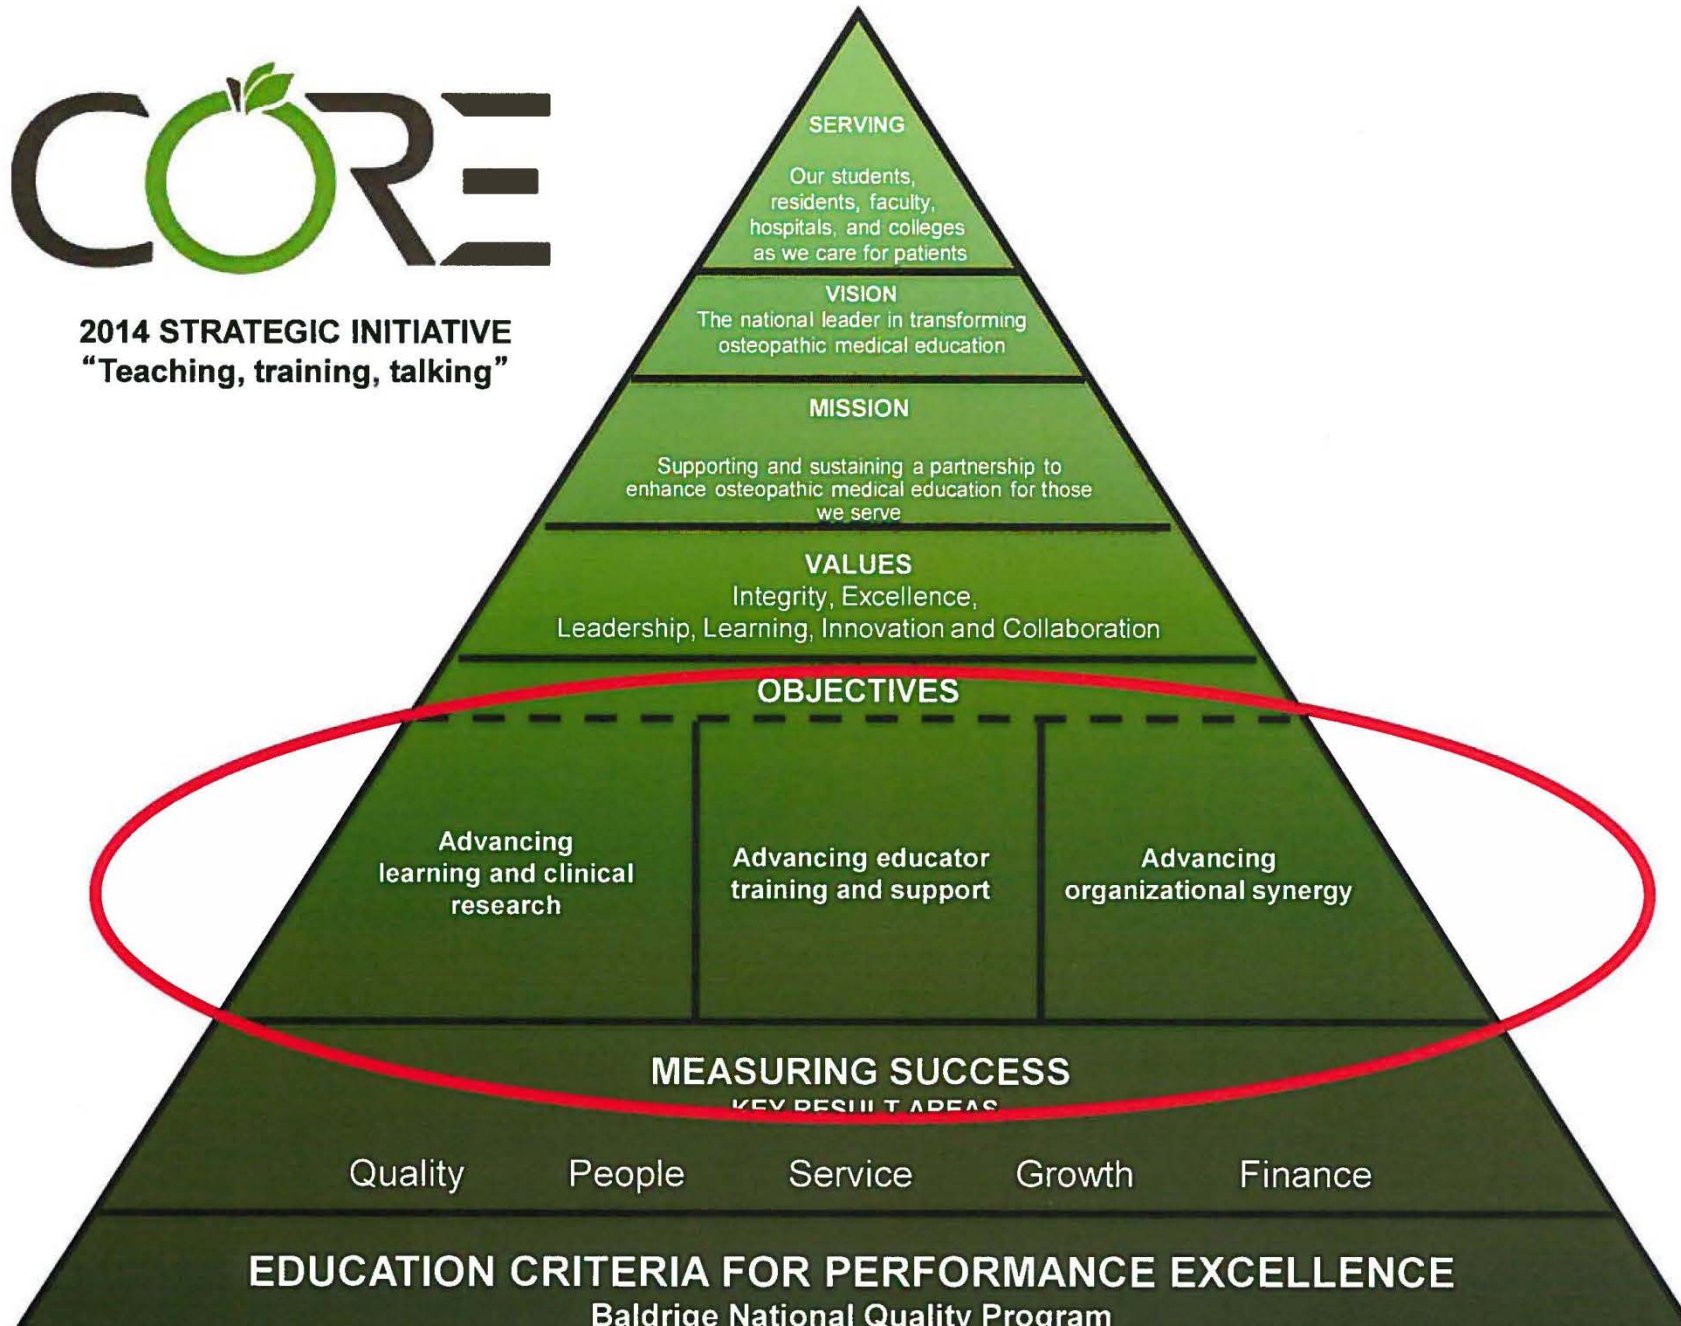 CORE
2014 STRATEGIC INITIATIVE
“Teaching, training, talking”
SERVING
Our students,
residents, faculty,
hospitals, and colleges
as we care for patients
VISION
The national leader in transforming
osteopathic medical education
MISSION
Supporting and sustaining a partnership to
enhance osteopathic medical education for those
we serve
VALUES
Integrity, Excellence,
Leadership, Learning, Innovation and Collaboration
OBJECTIVES
Advancing
learning and clinical
research
Advancing educator
training and support
Advancing
organizational synergy
MEASURING SUCCESS
KEY RESULT AREAS
Quality People Service Growth Finance
EDUCATION CRITERIA FOR PERFORMANCE EXCELLENCE
Baldrige National Quality Program